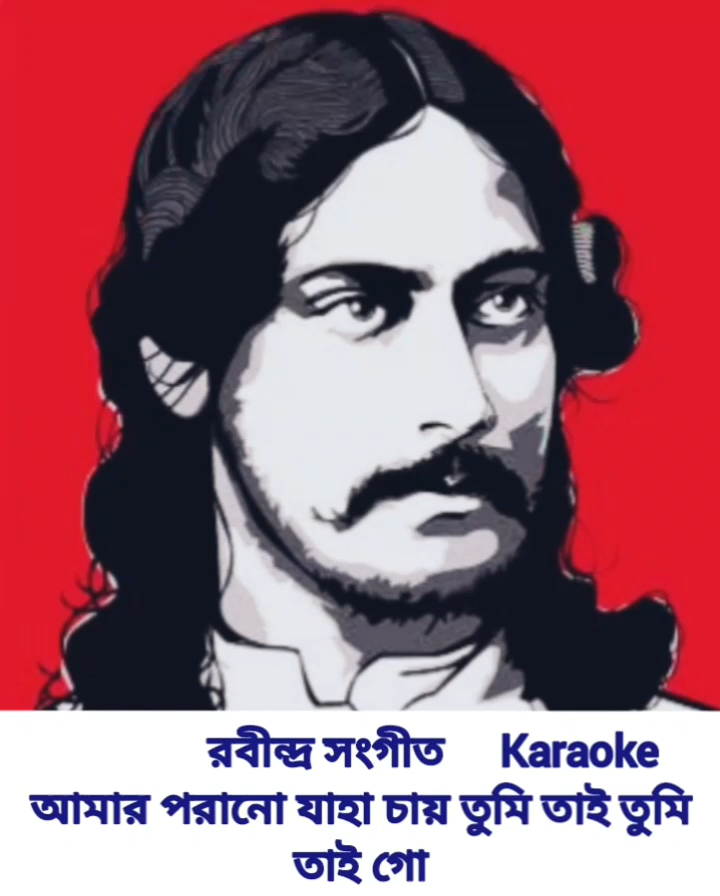 রবীন্দ্র সংগীত Karaoke
আমার পরানো যাহা চায় তুমি তাই তুমি
তাই গো